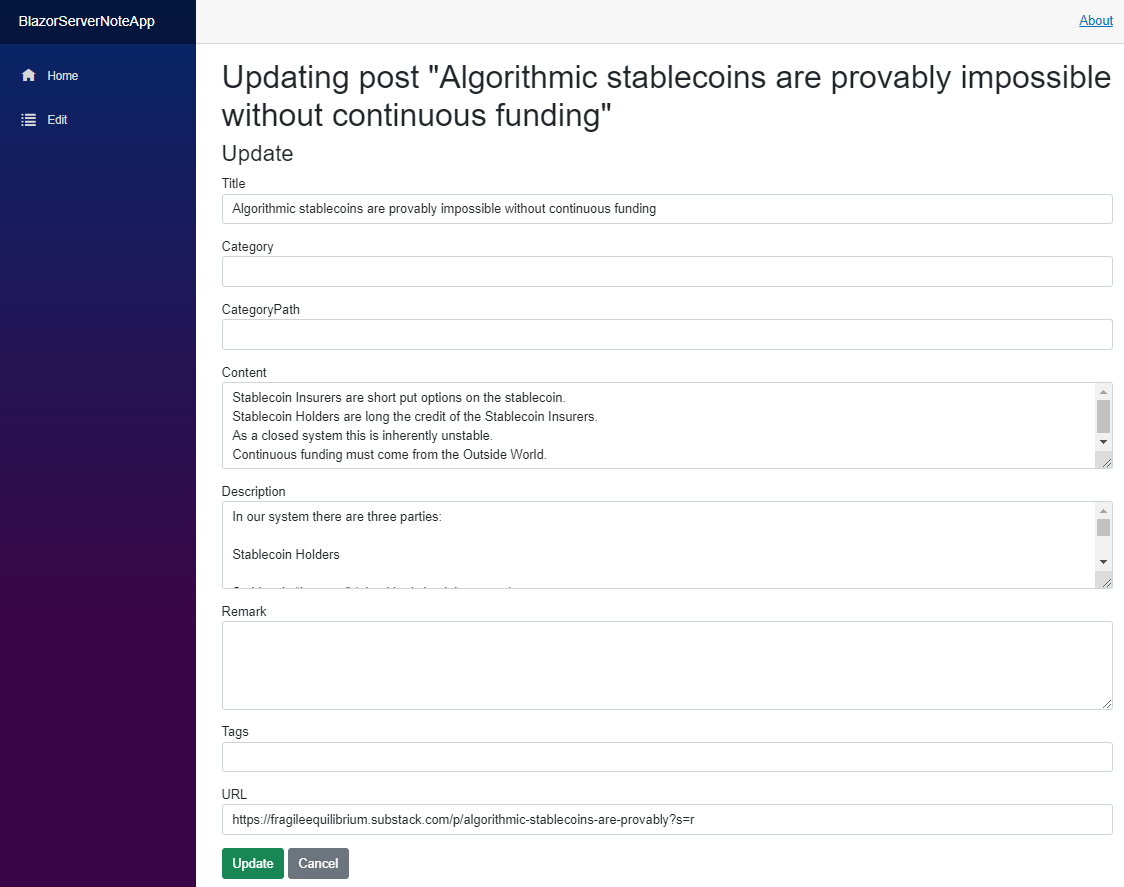 BlazorServerNoteApp
About
Home
Edit
Updating post "Algorithmic stablecoins are provably impossible
without continuous funding"
Update
Title
Algorithmic stablecoins are provably impossible without continuous funding
Category
CategoryPath
Content
Stablecoin Insurers are short put options on the stablecoin.
Stablecoin Holders are long the credit of the Stablecoin Insurers.
As a closed system this is inherently unstable.
Continuous funding must come from the Outside World.
Description
In our system there are three parties:
Stablecoin Holders
Remark
Tags
URL
https://fragileequilibrium.substack.com/p/algorithmic-stablecoins-are-provably?s=r
Update
Cancel